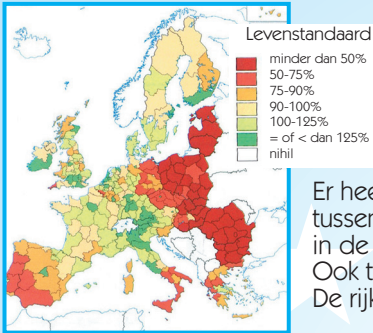 Levenstandaard
minder dan 50%
50-75%
75-90%
90-100%
100-125%
= of < dan 125%
nihil
Er hee
tussen
in de
Ook t
De rijk